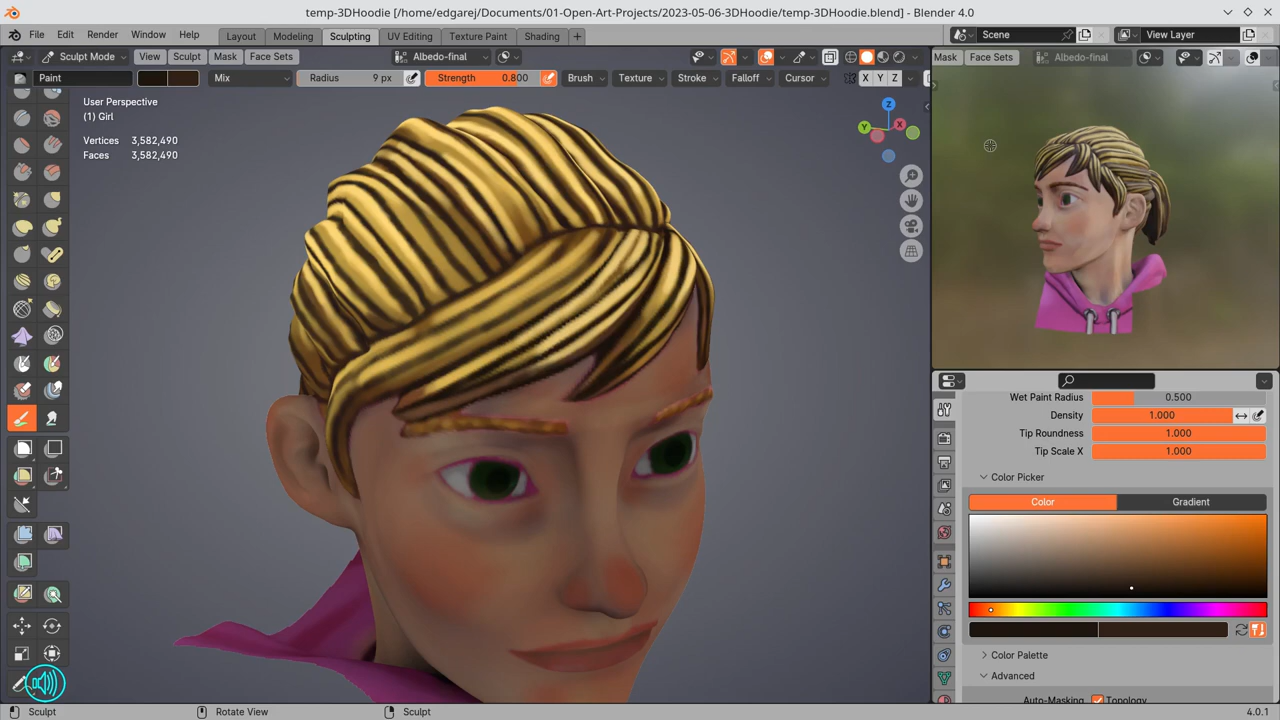 temp-3DHoodie [/home/edgarej/Documents/01-Open-Art-Projects/2023-05-06-3DHoodie/temp-3DHoodie.blend] - Blender 4.0
File Edit Render Window Help Layout Modeling Sculpting UV Editing Texture Paint Shading + Scene View Layer
Sculpt Mode View Sculpt Mask Face Sets Albedo-final Mask Face Sets Albedo-final
Paint Mix Radius 9 px Strength 0.800 Brush Texture Stroke Falloff Cursor X Y Z
User Perspective
(1) Girl
Vertices 3,582,490
Faces 3,582,490
Z
Y X
Wet Paint Radius 0.500
Density 1.000
Tip Roundness 1.000
Tip Scale X 1.000
Color Picker
Color Gradient
Color Palette
Advanced
Auto-Masking Topology
Sculpt Rotate View Sculpt 4.0.1